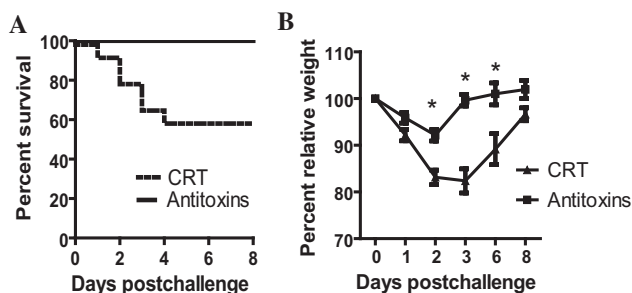 A
Percent survival
100
80
60
40
20
0
CRT
Antitoxins
0 2 4 6 8
Days postchallenge
B
Percent relative weight
110
100
90
80
70
* * *
CRT
Antitoxins
0 1 2 3 6 8
Days postchallenge